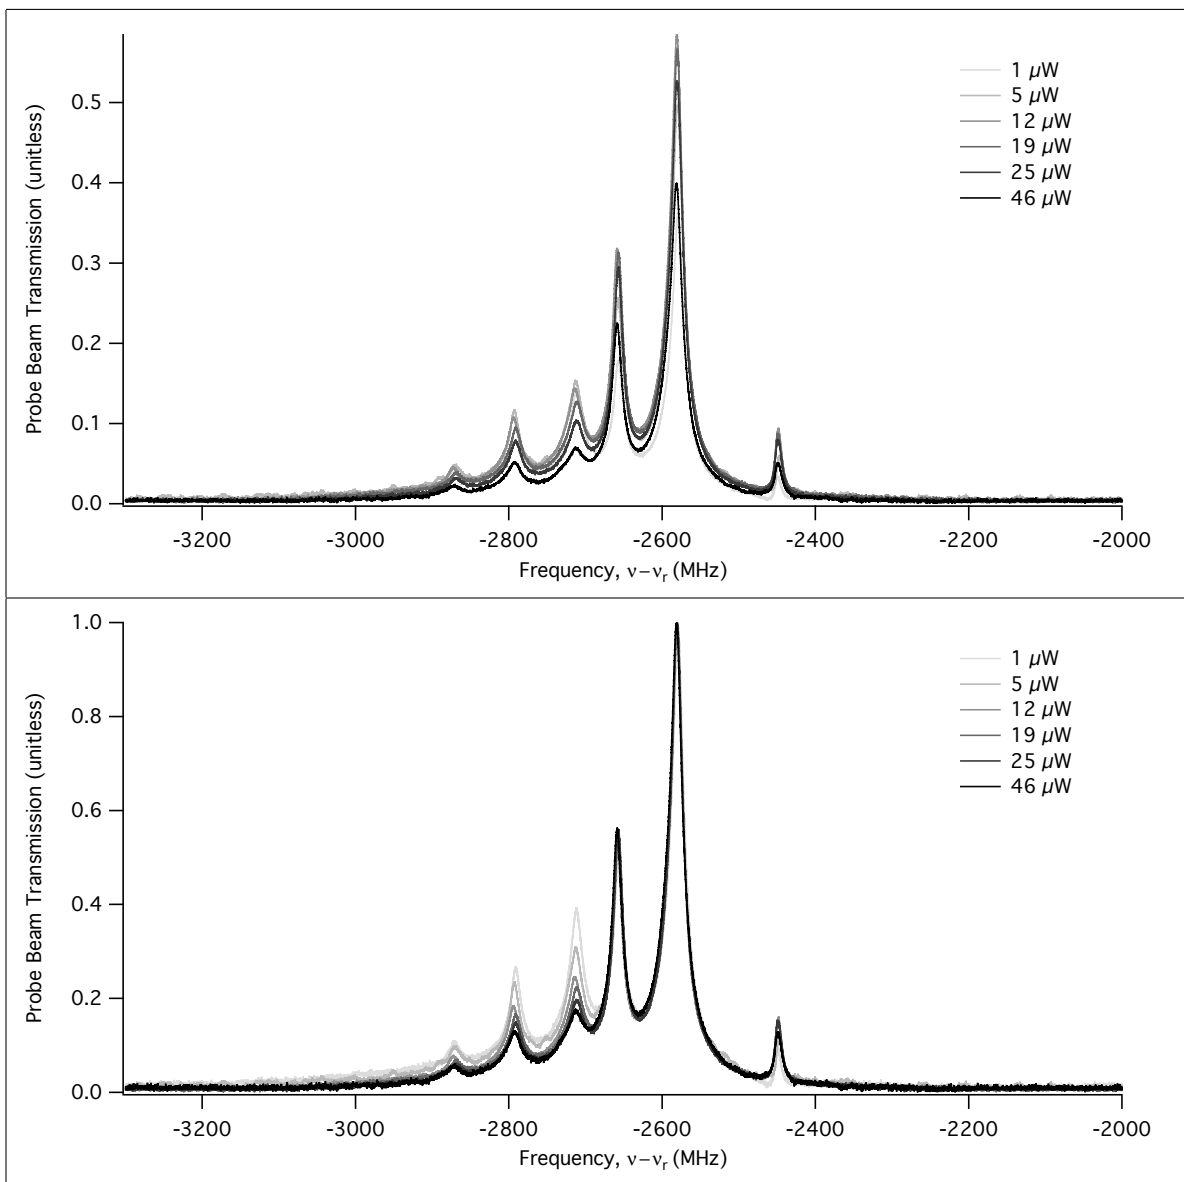 Probe Beam Transmission (unitless)
0.5
0.4
0.3
0.2
0.1
0.0
1 µW
5 µW
12 µW
19 µW
25 µW
46 µW
-3200 -3000 -2800 -2600 -2400 -2200 -2000
Frequency, ν−νr (MHz)
Probe Beam Transmission (unitless)
1.0
0.8
0.6
0.4
0.2
0.0
1 µW
5 µW
12 µW
19 µW
25 µW
46 µW
-3200 -3000 -2800 -2600 -2400 -2200 -2000
Frequency, ν−νr (MHz)